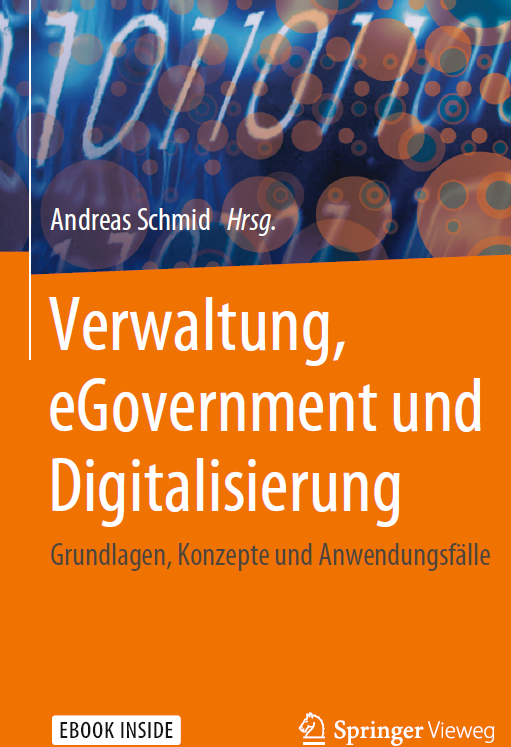 Andreas Schmid Hrsg.
Verwaltung,
eGovernment und
Digitalisierung
Grundlagen, Konzepte und Anwendungsfälle
EBOOK INSIDE
Springer Vieweg